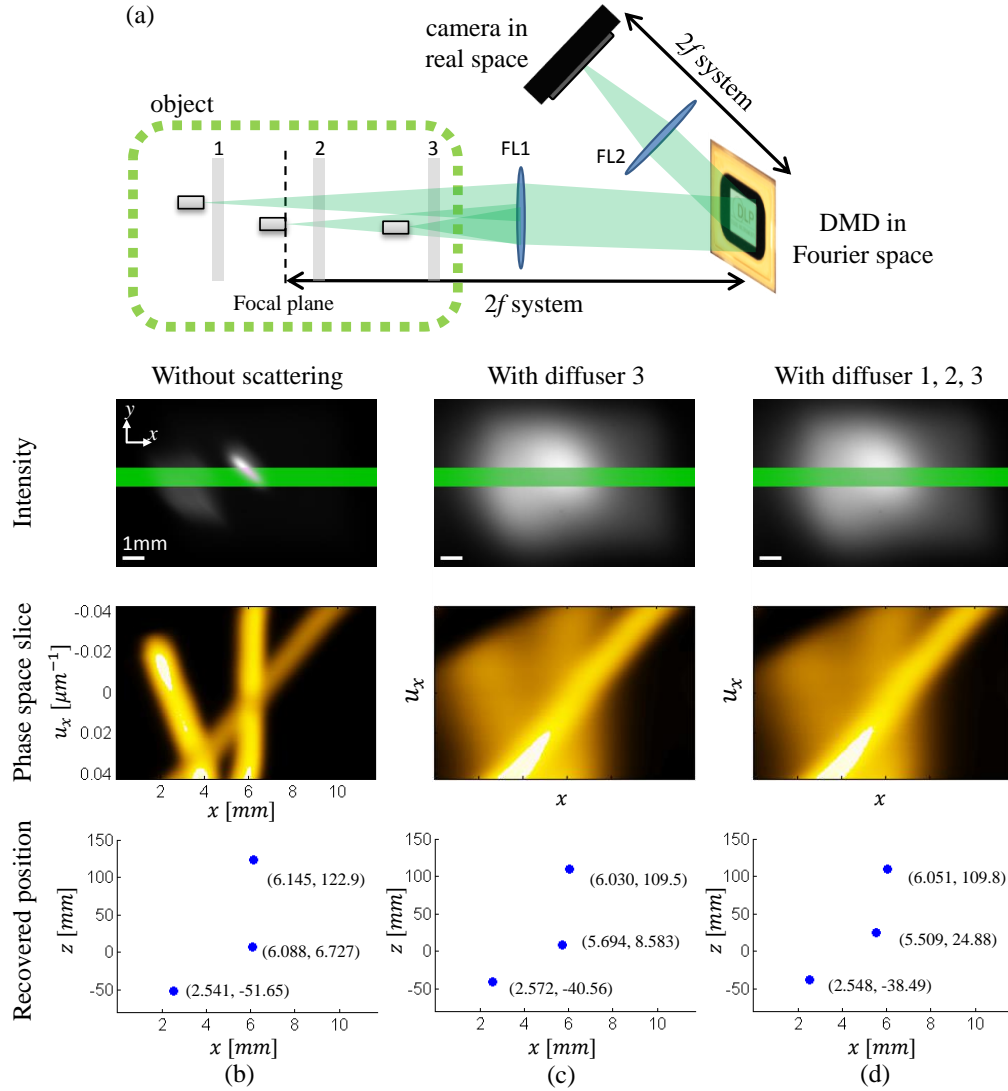 (a)
camera in
real space
2f system
object
1
2
3
FL1
FL2
DLP
DMD in
Fourier space
Focal plane
2f system
Without scattering
With diffuser 3
With diffuser 1, 2, 3
Intensity
y
x
1mm
Phase space slice
u_x [μm⁻¹]
-0.04
-0.02
0
0.02
0.04
2 4 6 8 10
x [mm]
u_x
x
u_x
x
Recovered position
z [mm]
150
100
50
0
-50
(6.145, 122.9)
(6.088, 6.727)
(2.541, -51.65)
2 4 6 8 10
x [mm]
(b)
z [mm]
150
100
50
0
-50
(6.030, 109.5)
(5.694, 8.583)
(2.572, -40.56)
2 4 6 8 10
x [mm]
(c)
z [mm]
150
100
50
0
-50
(6.051, 109.8)
(5.509, 24.88)
(2.548, -38.49)
2 4 6 8 10
x [mm]
(d)